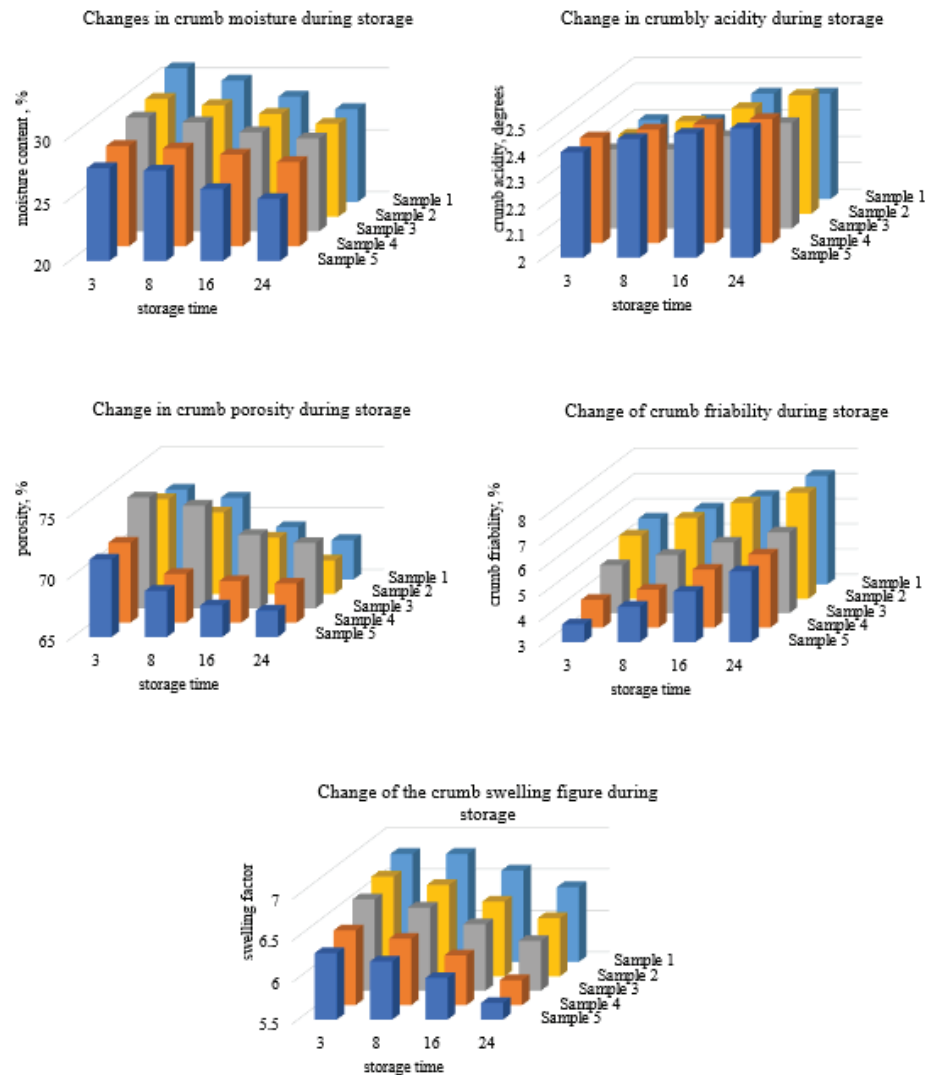 Changes in crumb moisture during storage
moisture content , %
30
25
20
3 8 16 24
storage time
Sample 1
Sample 2
Sample 3
Sample 4
Sample 5
Change in crumbly acidity during storage
crumb acidity, degrees
2.5
2.4
2.3
2.2
2.1
2
3 8 16 24
storage time
Sample 1
Sample 2
Sample 3
Sample 4
Sample 5
Change in crumb porosity during storage
porosity, %
75
70
65
3 8 16 24
storage time
Sample 1
Sample 2
Sample 3
Sample 4
Sample 5
Change of crumb friability during storage
crumb friability, %
8
7
6
5
4
3
3 8 16 24
storage time
Sample 1
Sample 2
Sample 3
Sample 4
Sample 5
Change of the crumb swelling figure during
storage
swelling factor
7
6.5
6
5.5
3 8 16 24
storage time
Sample 1
Sample 2
Sample 3
Sample 4
Sample 5